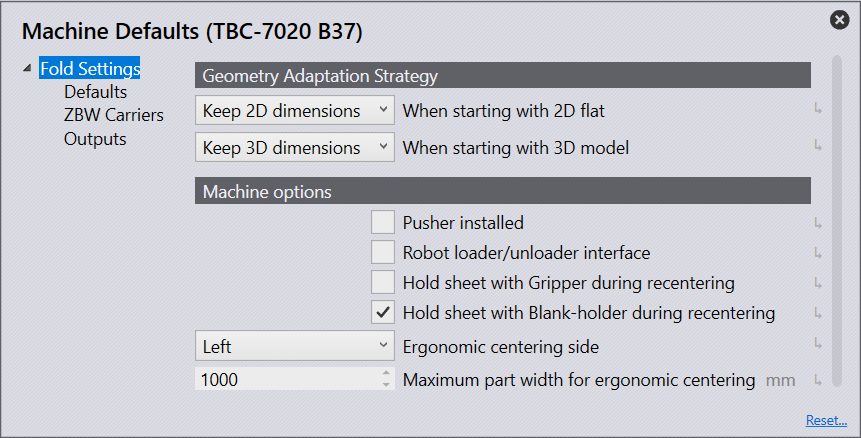 Machine Defaults (TBC-7020 B37)
Fold Settings
Defaults
ZBW Carriers
Outputs
Geometry Adaptation Strategy
Keep 2D dimensions When starting with 2D flat
Keep 3D dimensions When starting with 3D model
Machine options
Pusher installed
Robot loader/unloader interface
Hold sheet with Gripper during recentering
Hold sheet with Blank-holder during recentering
Left Ergonomic centering side
1000 Maximum part width for ergonomic centering mm
Reset...